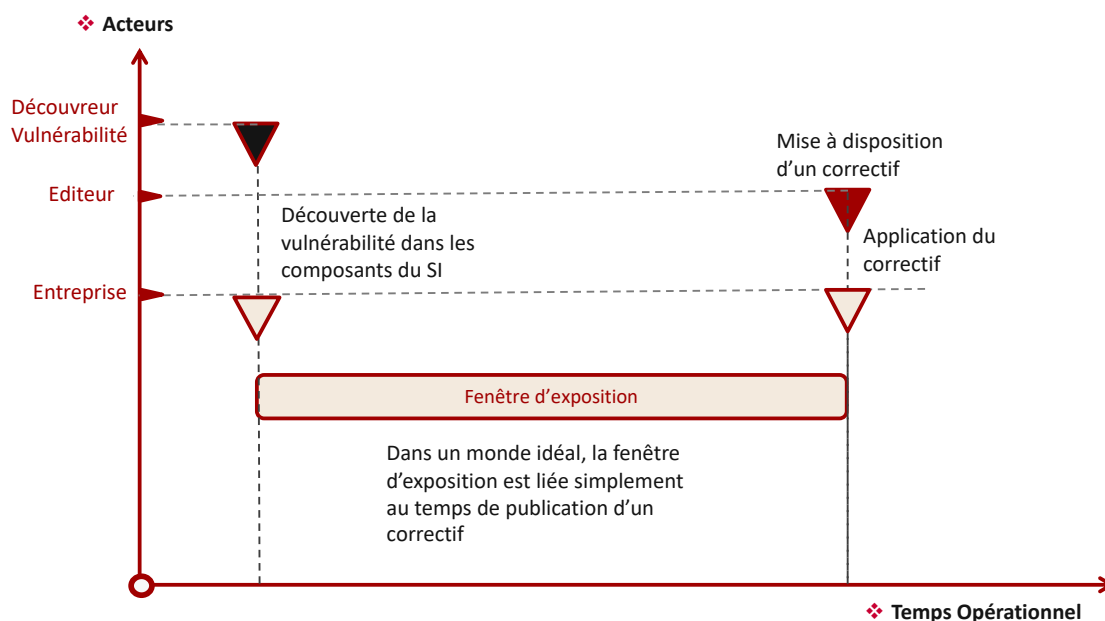 ❖ Acteurs
Découvreur
Vulnérabilité
Mise à disposition
d’un correctif
Editeur
Découverte de la
vulnérabilité dans les
composants du SI
Application du
correctif
Entreprise
Fenêtre d’exposition
Dans un monde idéal, la fenêtre
d’exposition est liée simplement
au temps de publication d’un
correctif
❖ Temps Opérationnel